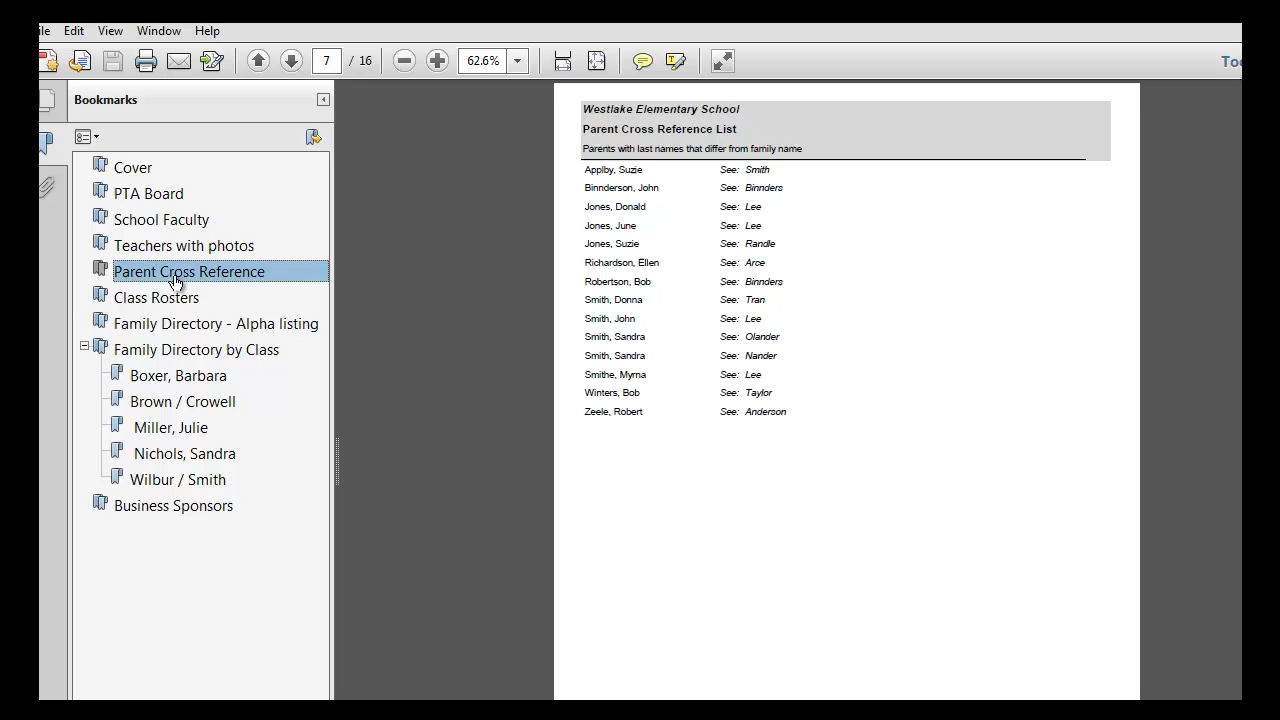 ile Edit View Window Help
7 / 16 62.6%
Too
Bookmarks
Cover
PTA Board
School Faculty
Teachers with photos
Parent Cross Reference
Class Rosters
Family Directory - Alpha listing
Family Directory by Class
Boxer, Barbara
Brown / Crowell
Miller, Julie
Nichols, Sandra
Wilbur / Smith
Business Sponsors
Westlake Elementary School
Parent Cross Reference List
Parents with last names that differ from family name
Applby, Suzie See: Smith
Binnderson, John See: Binnders
Jones, Donald See: Lee
Jones, June See: Lee
Jones, Suzie See: Randle
Richardson, Ellen See: Arce
Robertson, Bob See: Binnders
Smith, Donna See: Tran
Smith, John See: Lee
Smith, Sandra See: Olander
Smith, Sandra See: Nander
Smithe, Myrna See: Lee
Winters, Bob See: Taylor
Zeele, Robert See: Anderson